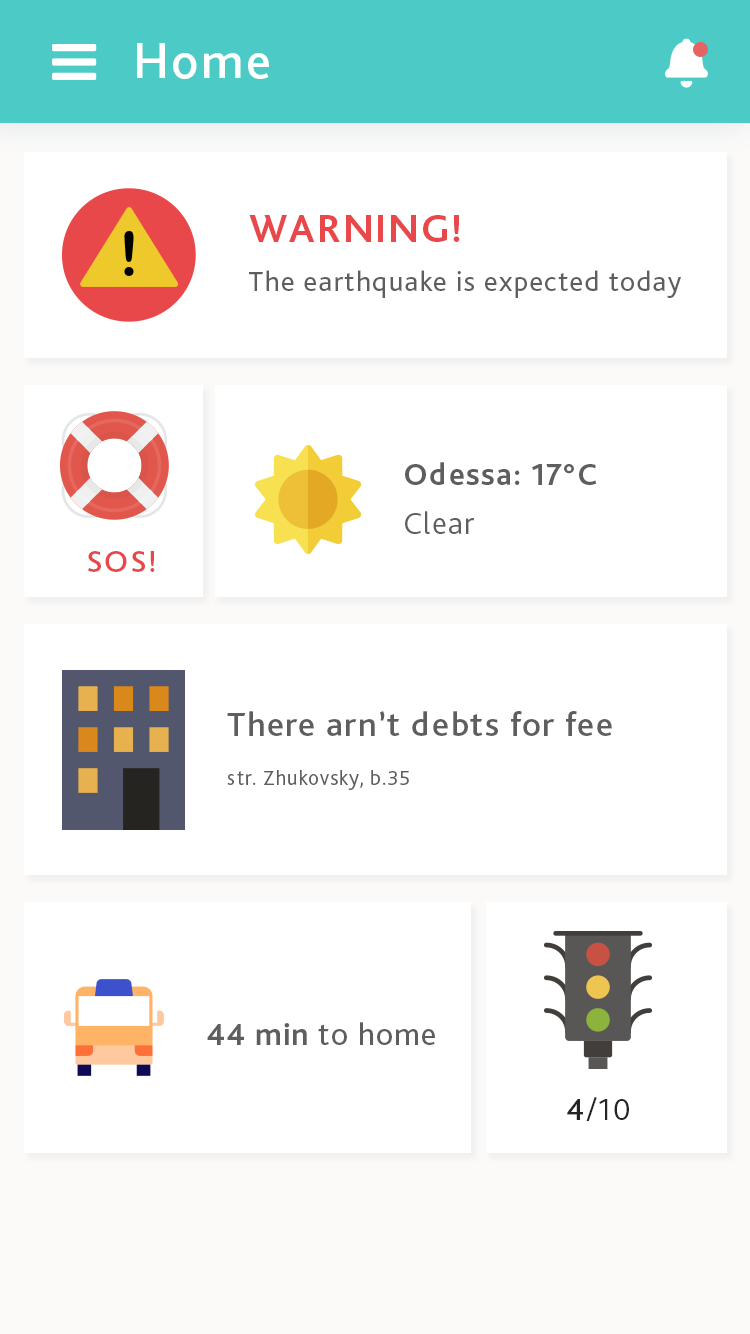 Home
WARNING!
The earthquake is expected today
SOS!
Odessa: 17°C
Clear
There arn’t debts for fee
str. Zhukovsky, b.35
44 min to home
4/10